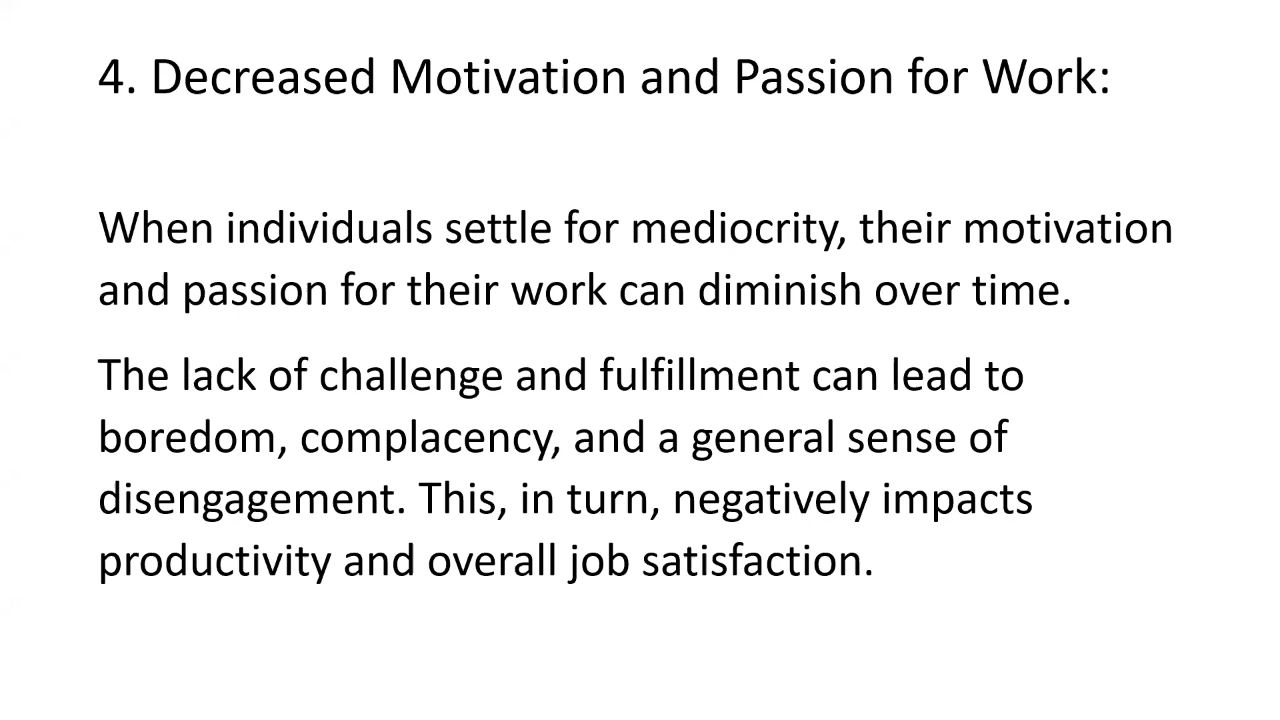 4. Decreased Motivation and Passion for Work:
When individuals settle for mediocrity, their motivation
and passion for their work can diminish over time.
The lack of challenge and fulfillment can lead to
boredom, complacency, and a general sense of
disengagement. This, in turn, negatively impacts
productivity and overall job satisfaction.